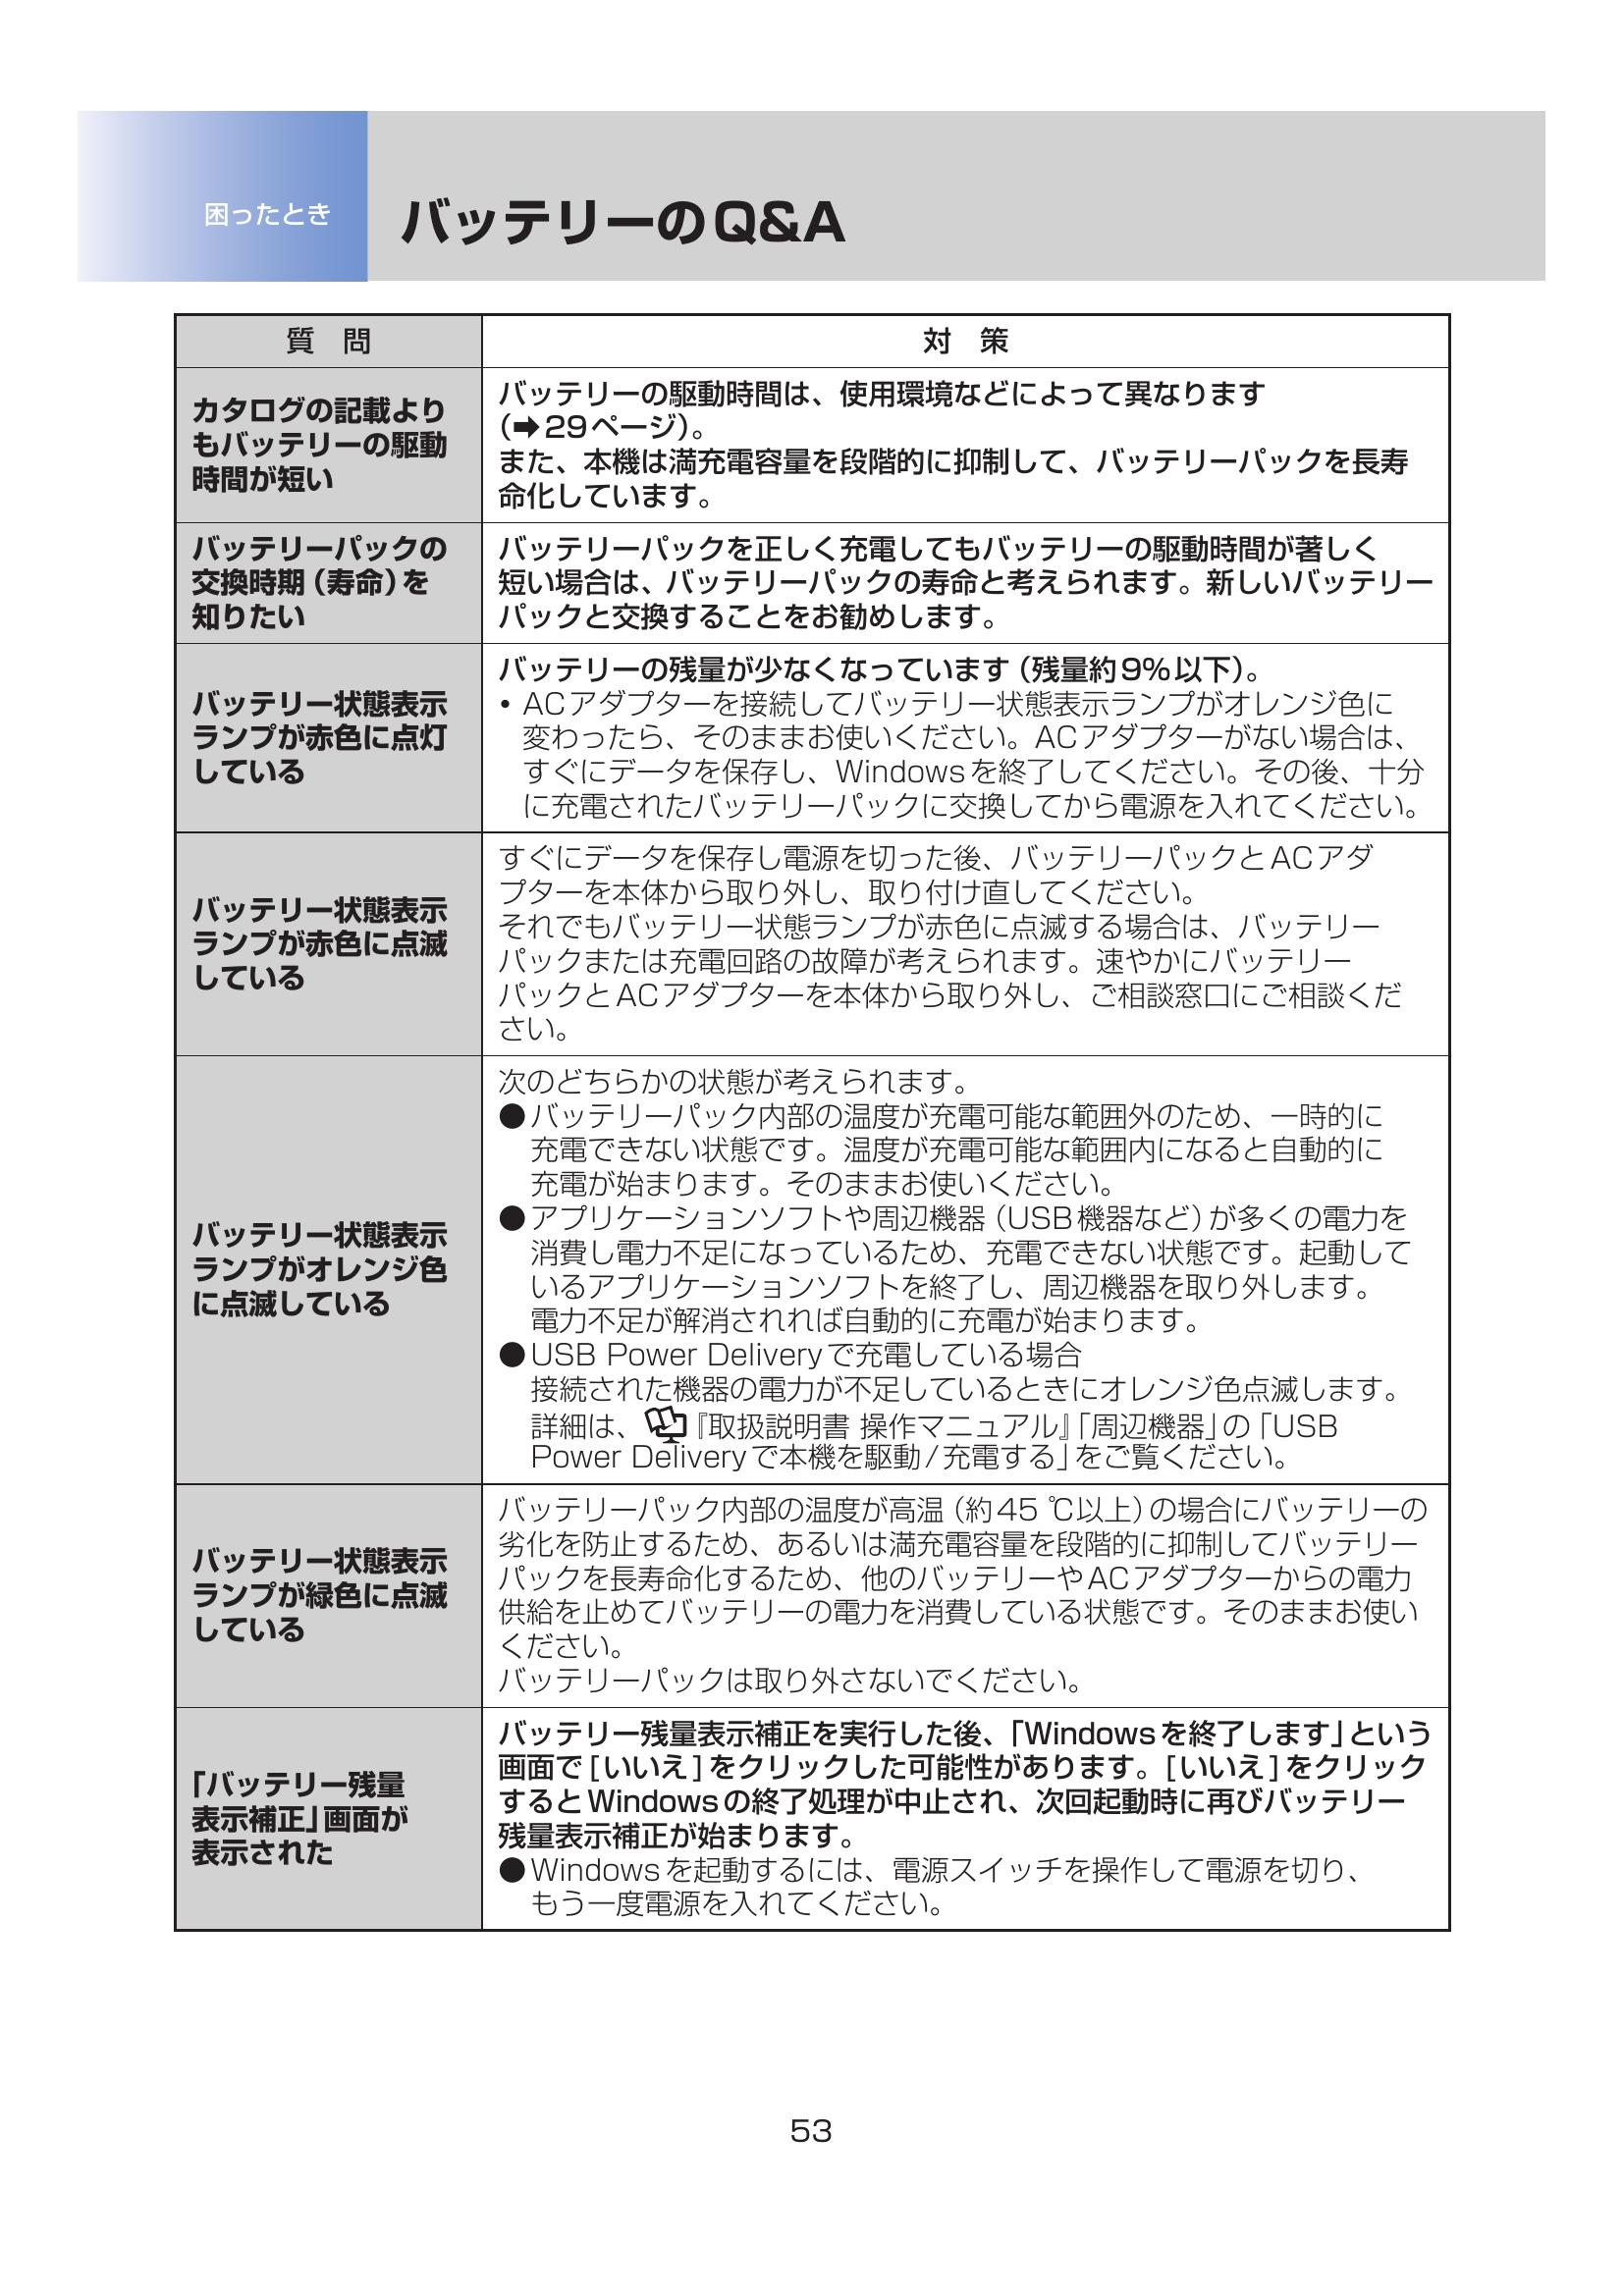 困ったとき
バッテリーのQ&A
質 問
対 策
カタログの記載より
もバッテリーの駆動
時間が短い
バッテリーの駆動時間は、使用環境などによって異なります
（➡29ページ）。
また、本機は満充電容量を段階的に抑制して、バッテリーパックを長寿
命化しています。
バッテリーパックの
交換時期（寿命）を
知りたい
バッテリーパックを正しく充電してもバッテリーの駆動時間が著しく
短い場合は、バッテリーパックの寿命と考えられます。新しいバッテリー
パックと交換することをお勧めします。
バッテリー状態表示
ランプが赤色に点灯
している
バッテリーの残量が少なくなっています（残量約9%以下）。
• ACアダプターを接続してバッテリー状態表示ランプがオレンジ色に
変わったら、そのままお使いください。ACアダプターがない場合は、
すぐにデータを保存し、Windowsを終了してください。その後、十分
に充電されたバッテリーパックに交換してから電源を入れてください。
バッテリー状態表示
ランプが赤色に点滅
している
すぐにデータを保存し電源を切った後、バッテリーパックとACアダ
プターを本体から取り外し、取り付け直してください。
それでもバッテリー状態ランプが赤色に点滅する場合は、バッテリー
パックまたは充電回路の故障が考えられます。速やかにバッテリー
パックとACアダプターを本体から取り外し、ご相談窓口にご相談くだ
さい。
バッテリー状態表示
ランプがオレンジ色
に点滅している
次のどちらかの状態が考えられます。
●バッテリーパック内部の温度が充電可能な範囲外のため、一時的に
充電できない状態です。温度が充電可能な範囲内になると自動的に
充電が始まります。そのままお使いください。
●アプリケーションソフトや周辺機器（USB機器など）が多くの電力を
消費し電力不足になっているため、充電できない状態です。起動して
いるアプリケーションソフトを終了し、周辺機器を取り外します。
電力不足が解消されれば自動的に充電が始まります。
●USB Power Deliveryで充電している場合
接続された機器の電力が不足しているときにオレンジ色点滅します。
詳細は、『取扱説明書 操作マニュアル』「周辺機器」の「USB
Power Deliveryで本機を駆動/充電する」をご覧ください。
バッテリー状態表示
ランプが緑色に点滅
している
バッテリーパック内部の温度が高温（約45 ℃以上）の場合にバッテリーの
劣化を防止するため、あるいは満充電容量を段階的に抑制してバッテリー
パックを長寿命化するため、他のバッテリーやACアダプターからの電力
供給を止めてバッテリーの電力を消費している状態です。そのままお使い
ください。
バッテリーパックは取り外さないでください。
「バッテリー残量
表示補正」画面が
表示された
バッテリー残量表示補正を実行した後、「Windowsを終了します」という
画面で[いいえ]をクリックした可能性があります。[いいえ]をクリック
するとWindowsの終了処理が中止され、次回起動時に再びバッテリー
残量表示補正が始まります。
●Windowsを起動するには、電源スイッチを操作して電源を切り、
もう一度電源を入れてください。
53